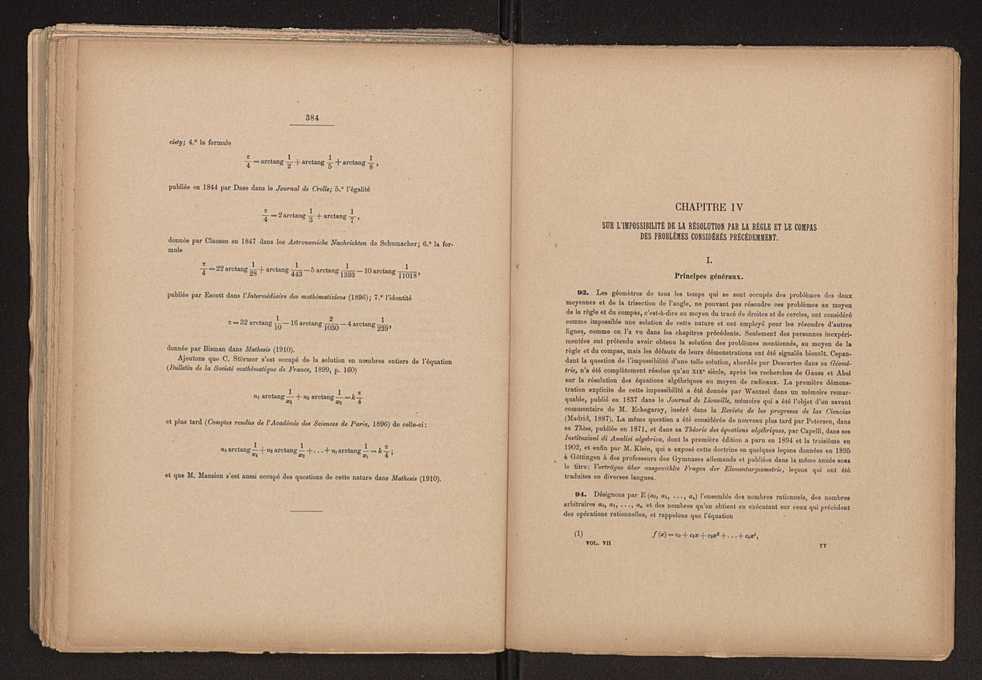 384
ciety; 4.º la formule
π/4 = arctang 1/2 + arctang 1/5 + arctang 1/8 ,
publiée en 1844 par Dase dans le Journal de Crelle; 5.º l'égalité
π/4 = 2 arctang 1/3 + arctang 1/7 ,
donnée par Clausen en 1847 dans les Astronomiche Nachrichten de Schumacher; 6.º la for-
mule
π/4 = 22 arctang 1/28 + arctang 1/443 — 5 arctang 1/1393 — 10 arctang 1/11018 ,
publiée par Escott dans l'Intermédiaire des mathématiciens (1896); 7.º l'identité
π = 32 arctang 1/10 — 16 arctang 2/1030 — 4 arctang 1/239 ,
donnée par Bisman dans Mathesis (1910).
Ajoutons que C. Störmer s'est occupé de la solution en nombres entiers de l'équation
(Bulletin de la Société mathématique de France, 1899, p. 160)
n₁ arctang 1/x₁ + n₂ arctang 1/x₂ = k π/4
et plus tard (Comptes rendus de l'Académie des Sciences de Paris, 1896) de celle-ci:
n₁ arctang 1/x₁ + n₂ arctang 1/x₂ + . . . + nᵢ arctang 1/xᵢ = k π/4 ;
et que M. Mansion s'est aussi occupé des questions de cette nature dans Mathesis (1910).
CHAPITRE IV
SUR L'IMPOSSIBILITÉ DE LA RÉSOLUTION PAR LA RÈGLE ET LE COMPAS
DES PROBLÈMES CONSIDÉRÉS PRÉCÉDEMMENT.
I.
Principes généraux.
93. Les géomètres de tous les temps qui se sont occupés des problèmes des deux
moyennes et de la trisection de l'angle, ne pouvant pas résoudre ces problèmes au moyen
de la règle et du compas, c'est-à-dire au moyen du tracé de droites et de cercles, ont considéré
comme impossible une solution de cette nature et ont employé pour les résoudre d'autres
lignes, comme on l'a vu dans les chapitres précédents. Seulement des personnes inexpéri-
mentées ont prétendu avoir obtenu la solution des problèmes mentionnés, au moyen de la
règle et du compas, mais les défauts de leurs démonstrations ont été signalés bientôt. Cepen-
dant la question de l'impossibilité d'une telle solution, abordée par Descartes dans sa Géomé-
trie, n'a été complètement résolue qu'au XIXᵉ siècle, après les recherches de Gauss et Abel
sur la résolution des équations algébriques au moyen de radicaux. La première démons-
tration explicite de cette impossibilité a été donnée par Wantzel dans un mémoire remar-
quable, publié en 1837 dans le Journal de Liouville, mémoire qui a été l'objet d'un savant
commentaire de M. Echegaray, inséré dans la Revista de los progresos de las Ciencias
(Madrid, 1887). La même question a été considérée de nouveau plus tard par Petersen, dans
sa Thèse, publiée en 1871, et dans sa Théorie des équations algébriques, par Capelli, dans ses
Instituzioni di Analisi algebrica, dont la première édition a paru en 1894 et la troisième en
1902, et enfin par M. Klein, qui a exposé cette doctrine en quelques leçons données en 1895
à Göttingen à des professeurs des Gymnases allemands et publiées dans la même année sous
le titre: Vorträge über ausgewählte Fragen der Elementargeometrie, leçons qui ont été
traduites en diverses langues.
94. Désignons par E (a₀, a₁, . . ., aₛ) l'ensemble des nombres rationnels, des nombres
arbitraires a₀, a₁, . . ., aₛ et des nombres qu'on obtient en exécutant sur ceux qui précèdent
des opérations rationnelles, et rappelons que l'équation
(1) f (x) = c₀ + c₁x + c₂x² + . . . + cᵢxⁱ,
VOL. VII YY